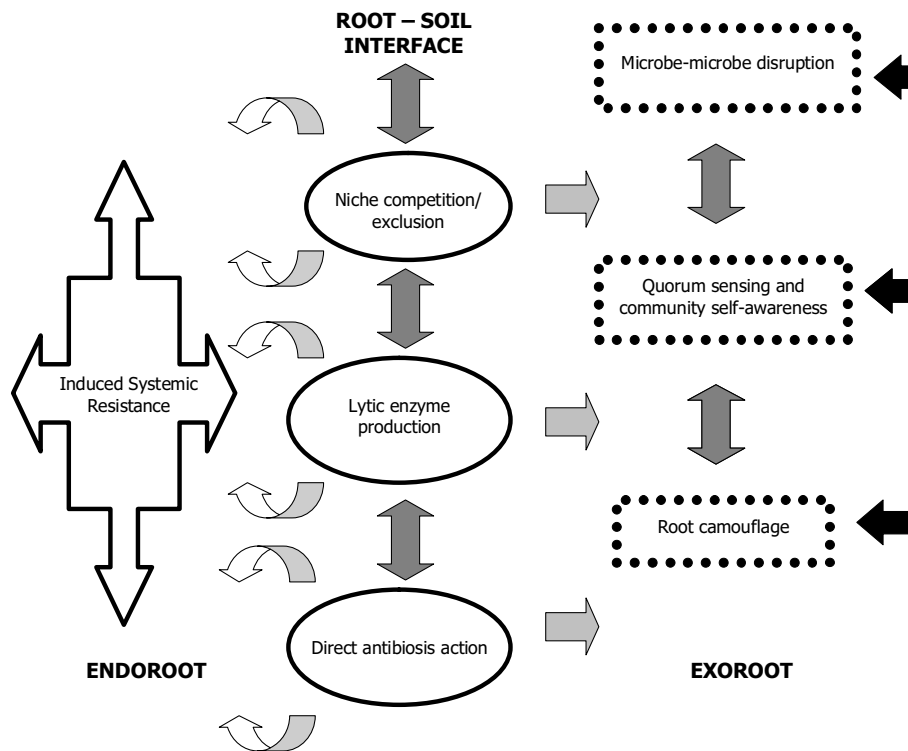 ROOT – SOIL
INTERFACE
Microbe-microbe disruption
Niche competition/
exclusion
Quorum sensing and
community self-awareness
Induced Systemic
Resistance
Lytic enzyme
production
Root camouflage
Direct antibiosis action
ENDOROOT
EXOROOT